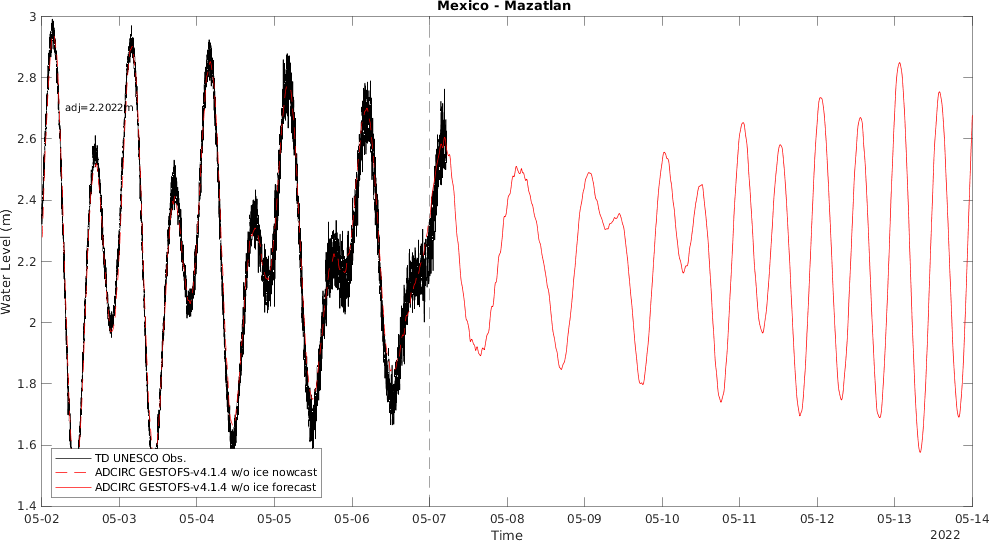 Mexico - Mazatlan
3
2.8
2.6
2.4
2.2
2
1.8
1.6
1.4
Water Level (m)
adj=2.2022m
TD UNESCO Obs.
ADCIRC GESTOFS-v4.1.4 w/o ice nowcast
ADCIRC GESTOFS-v4.1.4 w/o ice forecast
05-02 05-03 05-04 05-05 05-06 05-07 05-08 05-09 05-10 05-11 05-12 05-13 05-14
Time
2022